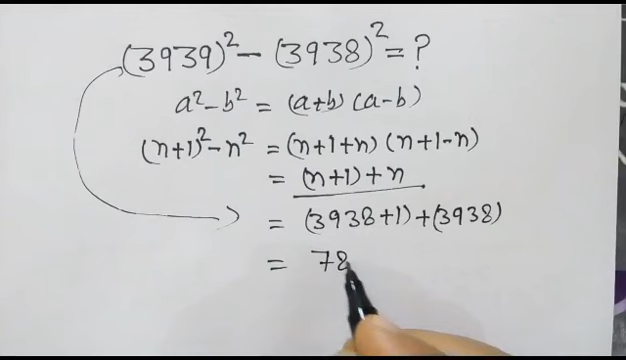 (3939)² − (3938)² = ?
a² − b² = (a+b)(a−b)
(n+1)² − n² = (n+1+n)(n+1−n)
= (n+1)+n
= (3938+1)+(3938)
= 78